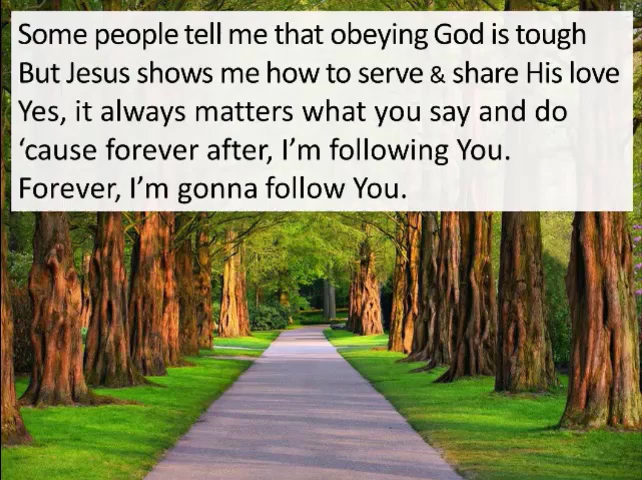 Some people tell me that obeying God is tough
But Jesus shows me how to serve & share His love
Yes, it always matters what you say and do
‘cause forever after, I’m following You.
Forever, I’m gonna follow You.